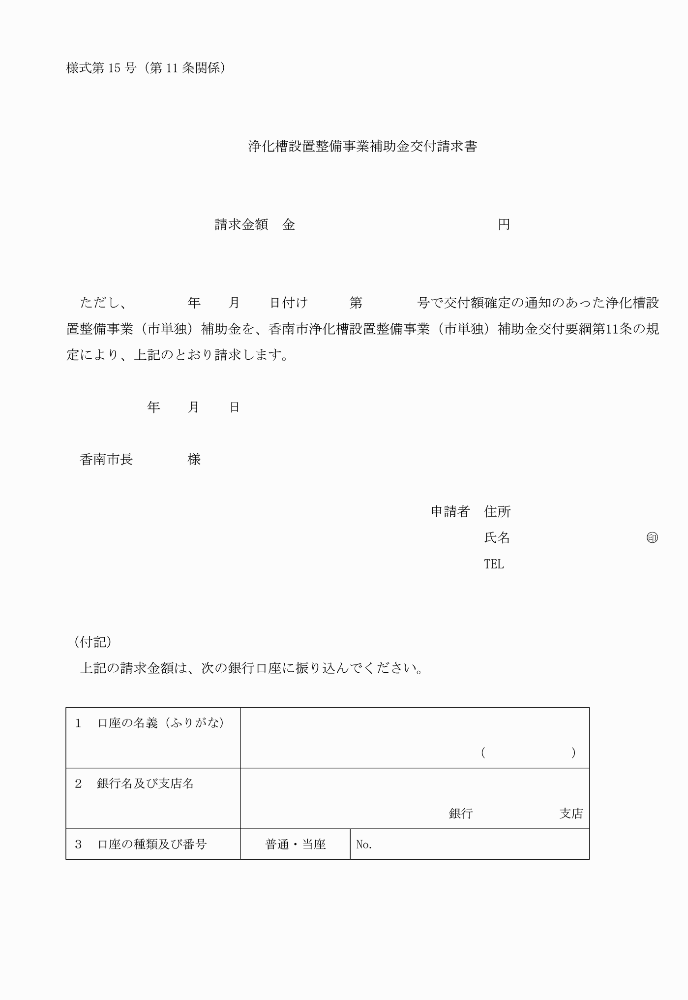 様式第 15 号（第 11 条関係）
浄化槽設置整備事業補助金交付請求書
請求金額　金　　　　　　　　　　　　　　　円
ただし、　　　　年　　月　　日付け　　　第　　　　号で交付額確定の通知のあった浄化槽設
置整備事業（市単独）補助金を、香南市浄化槽設置整備事業（市単独）補助金交付要綱第11条の規
定により、上記のとおり請求します。
年　　月　　日
香南市長　　　　様
申請者　住所
氏名　　　　　　　　　　㊞
TEL
（付記）
上記の請求金額は、次の銀行口座に振り込んでください。
１　口座の名義（ふりがな）
（　　　　　　　）
２　銀行名及び支店名
銀行　　　　　　　支店
３　口座の種類及び番号　普通・当座　No.